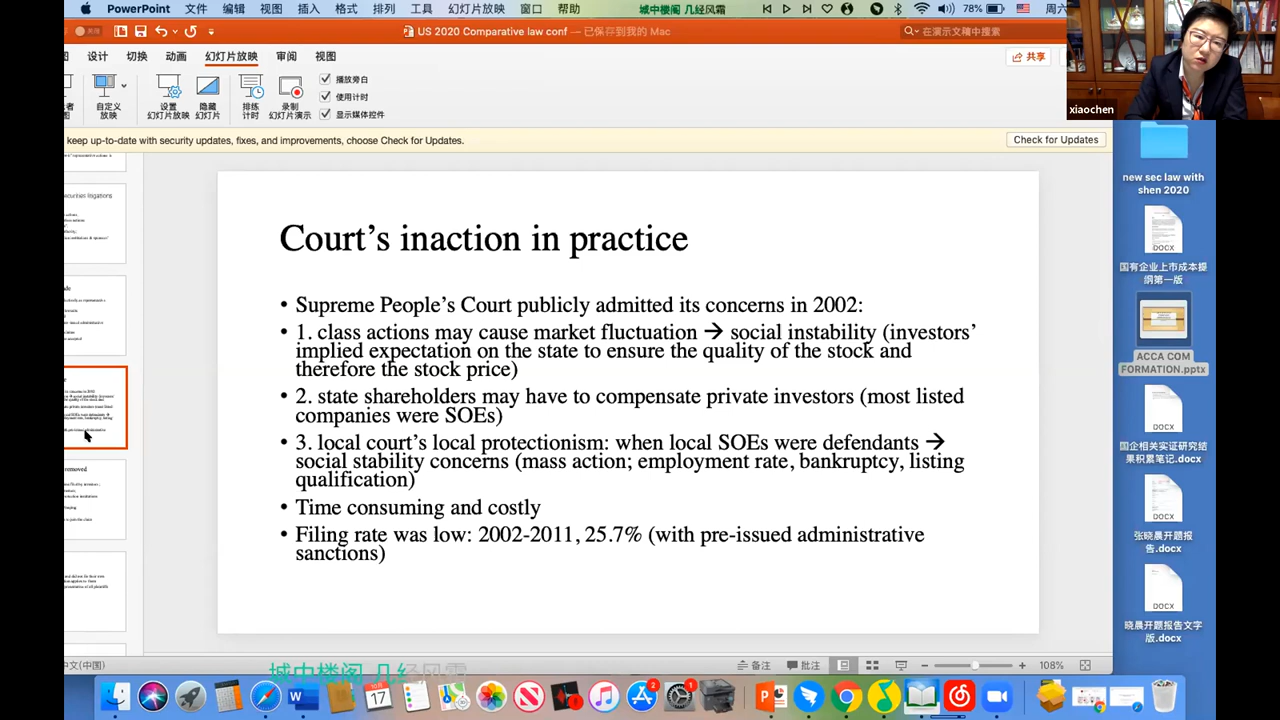 PowerPoint 文件 编辑 视图 插入 格式 排列 工具 幻灯片放映 窗口 帮助 城中楼阁 几经风霜 78% 周六
US 2020 Comparative law conf — 已保存到我的 Mac
在演示文稿中搜索
设计 切换 动画 幻灯片放映 审阅 视图
共享
自定义
放映
设置
幻灯片放映
隐藏
幻灯片
排练
计时
录制
幻灯片演示
播放旁白
使用计时
显示媒体控件
xiaochen
keep up-to-date with security updates, fixes, and improvements, choose Check for Updates.
Check for Updates
Court's inaction in practice
• Supreme People's Court publicly admitted its concerns in 2002:
• 1. class actions may cause market fluctuation → social instability (investors'
implied expectation on the state to ensure the quality of the stock and
therefore the stock price)
• 2. state shareholders may have to compensate private investors (most listed
companies were SOEs)
• 3. local court's local protectionism: when local SOEs were defendants →
social stability concerns (mass action; employment rate, bankruptcy, listing
qualification)
• Time consuming and costly
• Filing rate was low: 2002-2011, 25.7% (with pre-issued administrative
sanctions)
new sec law with
shen 2020
DOCX
国有企业上市成本提
纲第一版
ACCA COM
FORMATION.pptx
DOCX
国企相关实证研究结
果积累笔记.docx
DOCX
张晓晨开题报
告.docx
DOCX
晓晨开题报告文字
版.docx
中文(中国)
备注 批注 108%
城中楼阁 几经风霜
OCT
17
2
1